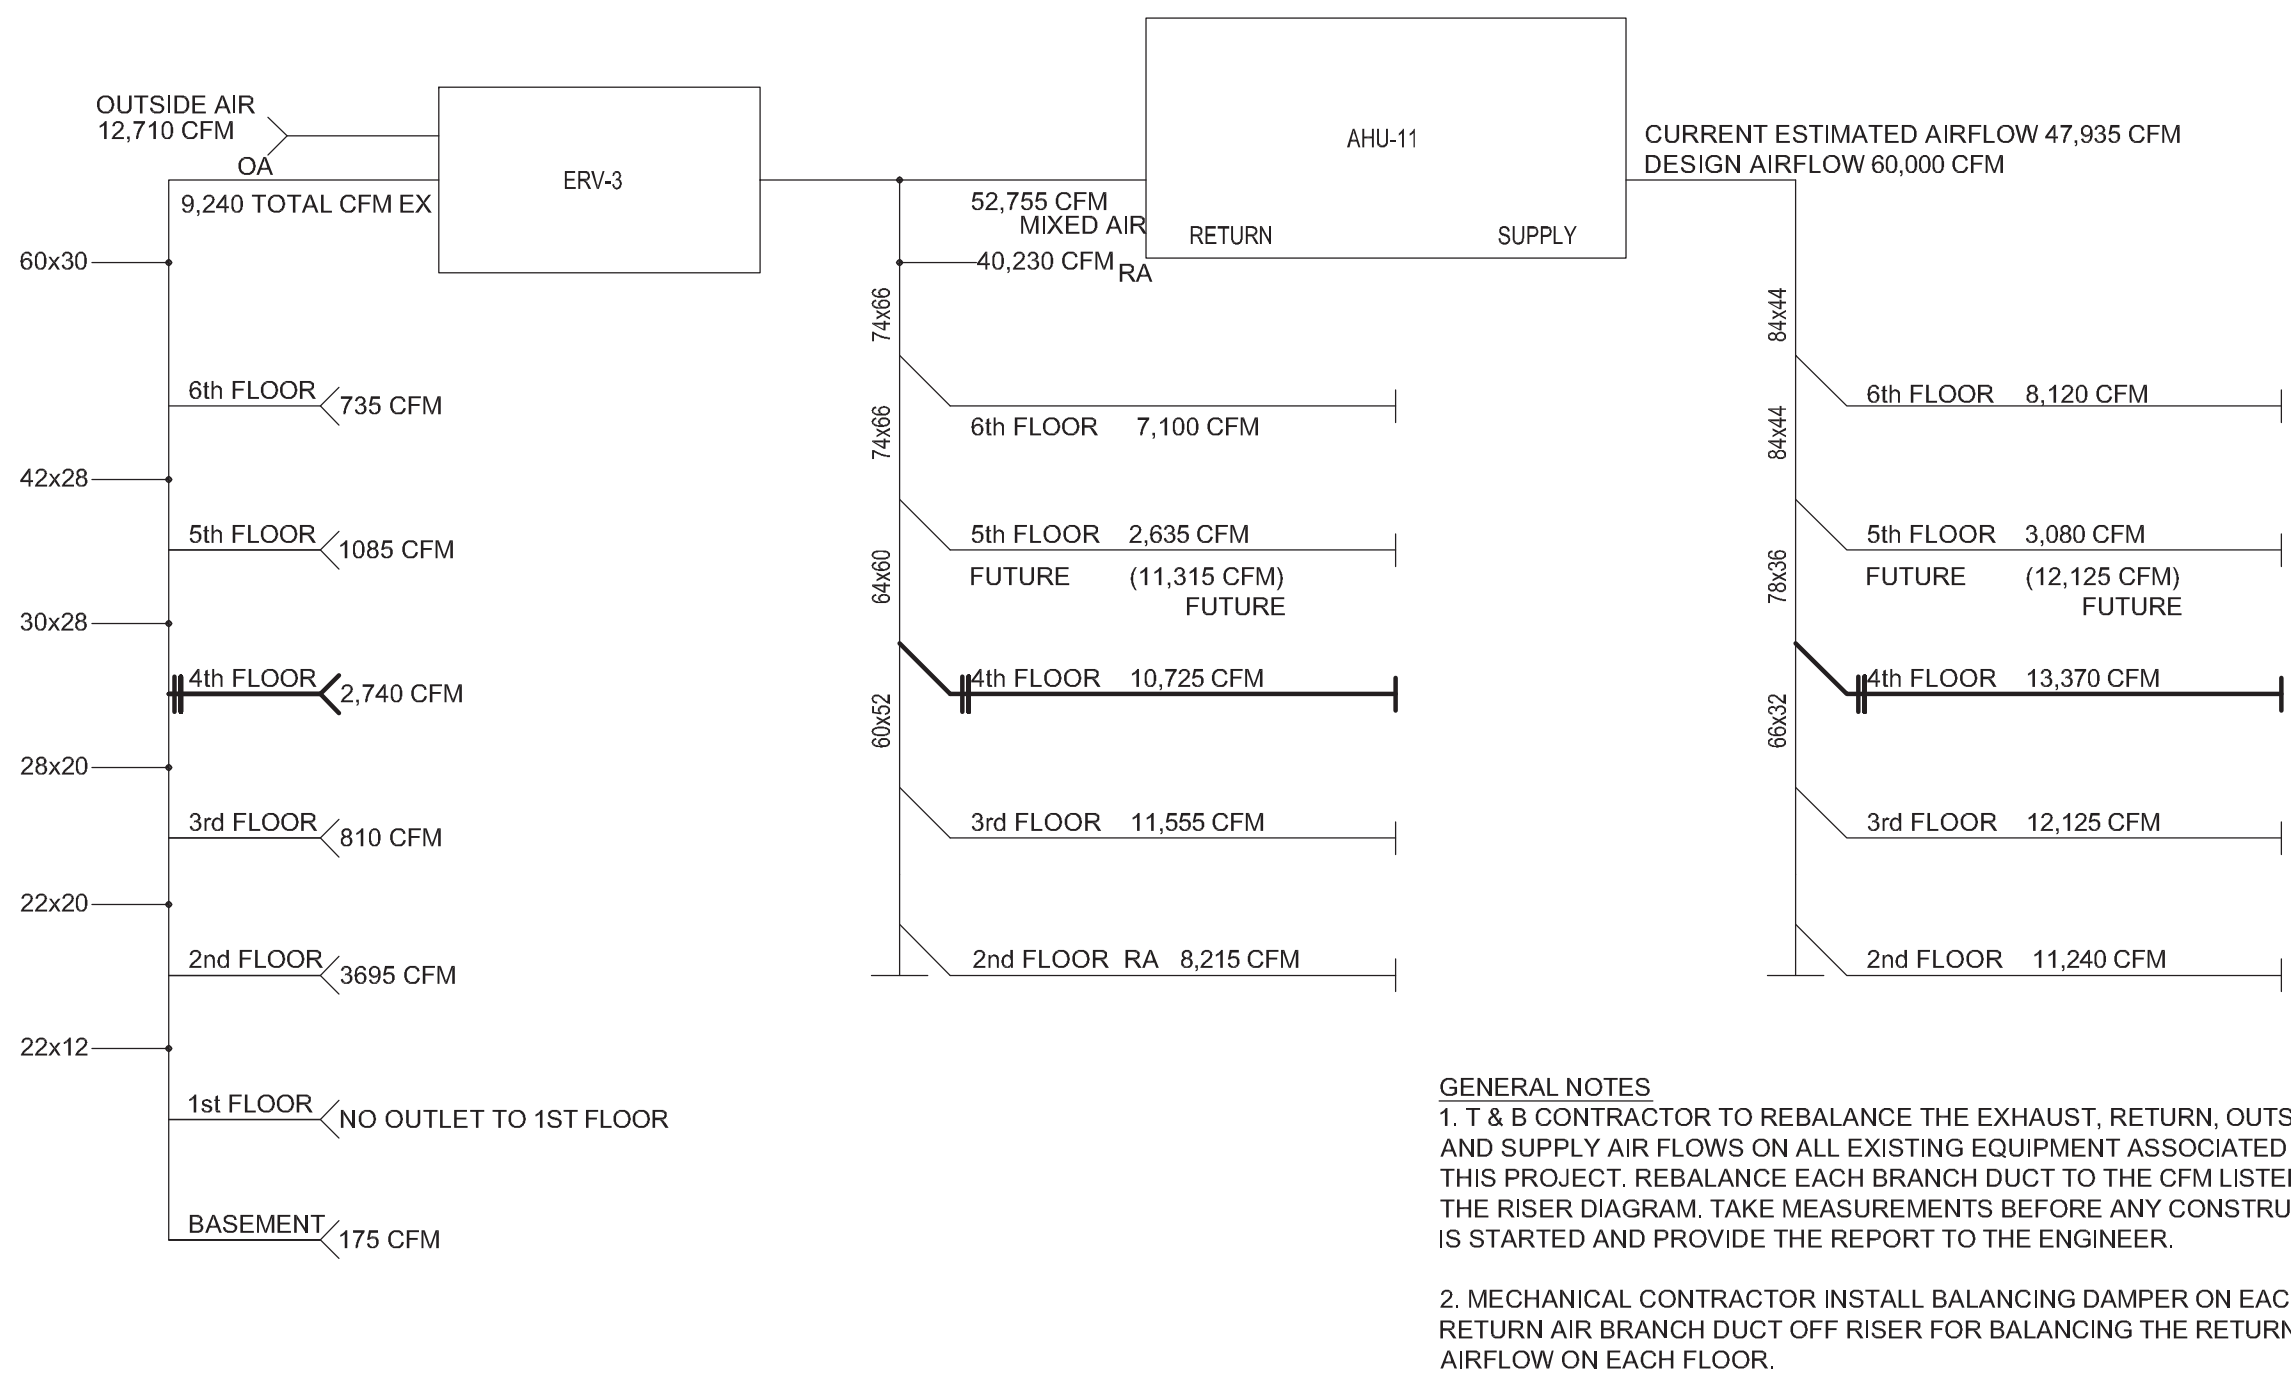 OUTSIDE AIR
12,710 CFM
OA
9,240 TOTAL CFM EX
ERV-3
60x30
6th FLOOR 735 CFM
42x28
5th FLOOR 1085 CFM
30x28
4th FLOOR 2,740 CFM
28x20
3rd FLOOR 810 CFM
22x20
2nd FLOOR 3695 CFM
22x12
1st FLOOR NO OUTLET TO 1ST FLOOR
BASEMENT 175 CFM
AHU-11
RETURN SUPPLY
52,755 CFM
MIXED AIR
40,230 CFM RA
74x66
6th FLOOR 7,100 CFM
74x66
5th FLOOR 2,635 CFM
FUTURE (11,315 CFM)
FUTURE
64x60
4th FLOOR 10,725 CFM
60x52
3rd FLOOR 11,555 CFM
2nd FLOOR RA 8,215 CFM
CURRENT ESTIMATED AIRFLOW 47,935 CFM
DESIGN AIRFLOW 60,000 CFM
84x44
6th FLOOR 8,120 CFM
84x44
5th FLOOR 3,080 CFM
FUTURE (12,125 CFM)
FUTURE
78x36
4th FLOOR 13,370 CFM
66x32
3rd FLOOR 12,125 CFM
2nd FLOOR 11,240 CFM
GENERAL NOTES
1. T & B CONTRACTOR TO REBALANCE THE EXHAUST, RETURN, OUTS
AND SUPPLY AIR FLOWS ON ALL EXISTING EQUIPMENT ASSOCIATED
THIS PROJECT. REBALANCE EACH BRANCH DUCT TO THE CFM LISTE
THE RISER DIAGRAM. TAKE MEASUREMENTS BEFORE ANY CONSTRU
IS STARTED AND PROVIDE THE REPORT TO THE ENGINEER.
2. MECHANICAL CONTRACTOR INSTALL BALANCING DAMPER ON EAC
RETURN AIR BRANCH DUCT OFF RISER FOR BALANCING THE RETURN
AIRFLOW ON EACH FLOOR.